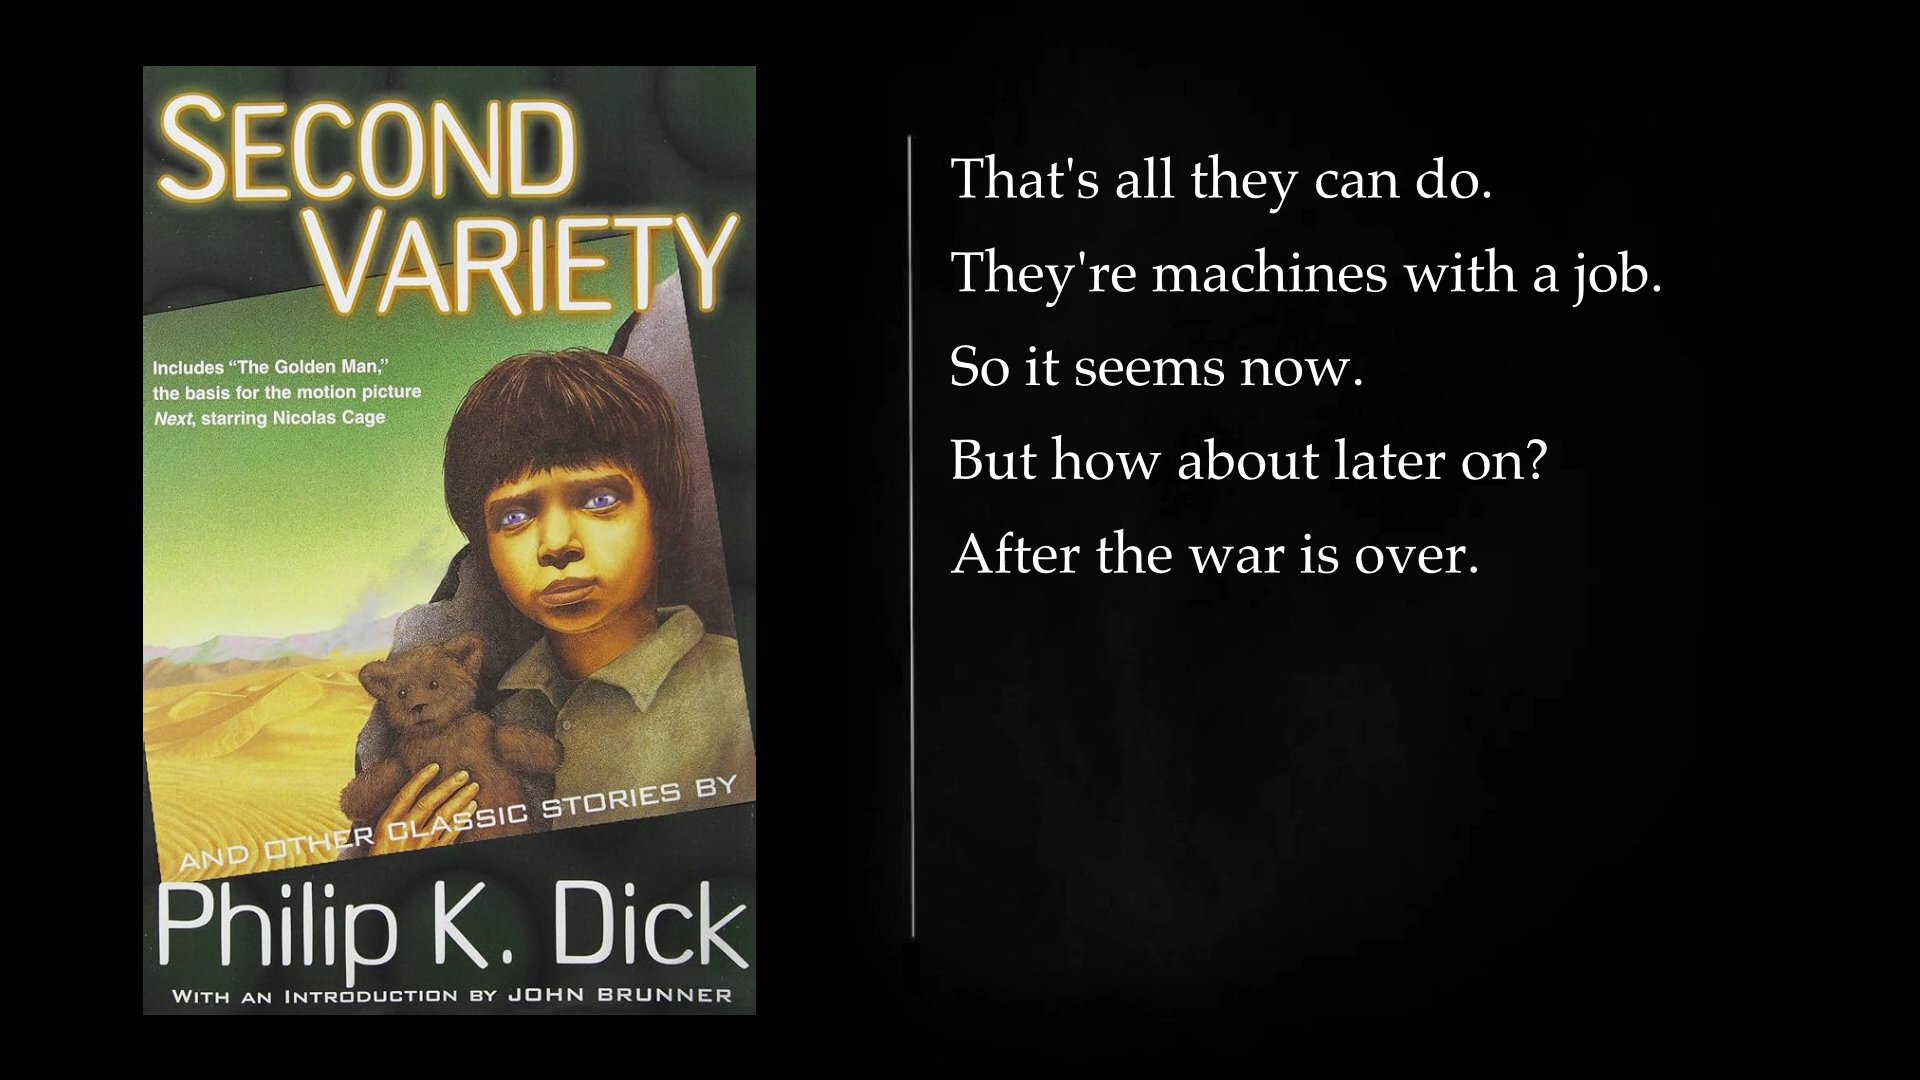 SECOND
VARIETY
Includes “The Golden Man,”
the basis for the motion picture
Next, starring Nicolas Cage
AND OTHER CLASSIC STORIES BY
Philip K. Dick
WITH AN INTRODUCTION BY JOHN BRUNNER
That's all they can do.
They're machines with a job.
So it seems now.
But how about later on?
After the war is over.